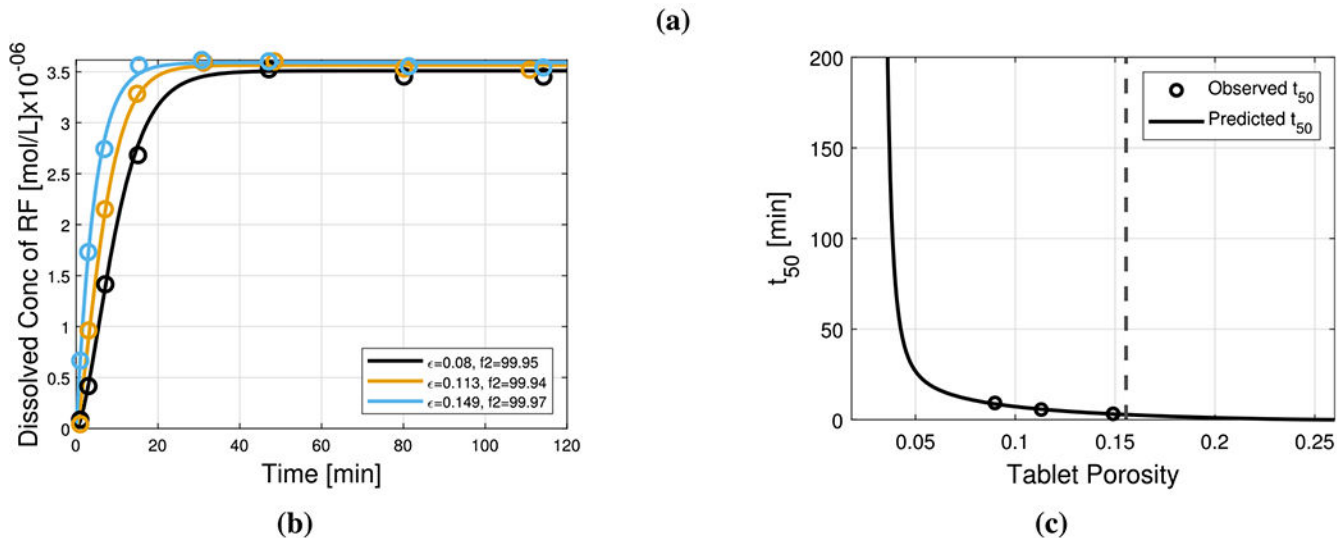 (a)
3.5
3
2.5
2
1.5
1
0.5
0
Dissolved Conc of RF [mol/L]x10^-06
ϵ=0.08, f2=99.95
ϵ=0.113, f2=99.94
ϵ=0.149, f2=99.97
0 20 40 60 80 100 120
Time [min]
(b)
200
150
100
50
0
t_50 [min]
Observed t_50
Predicted t_50
0.05 0.1 0.15 0.2 0.25
Tablet Porosity
(c)